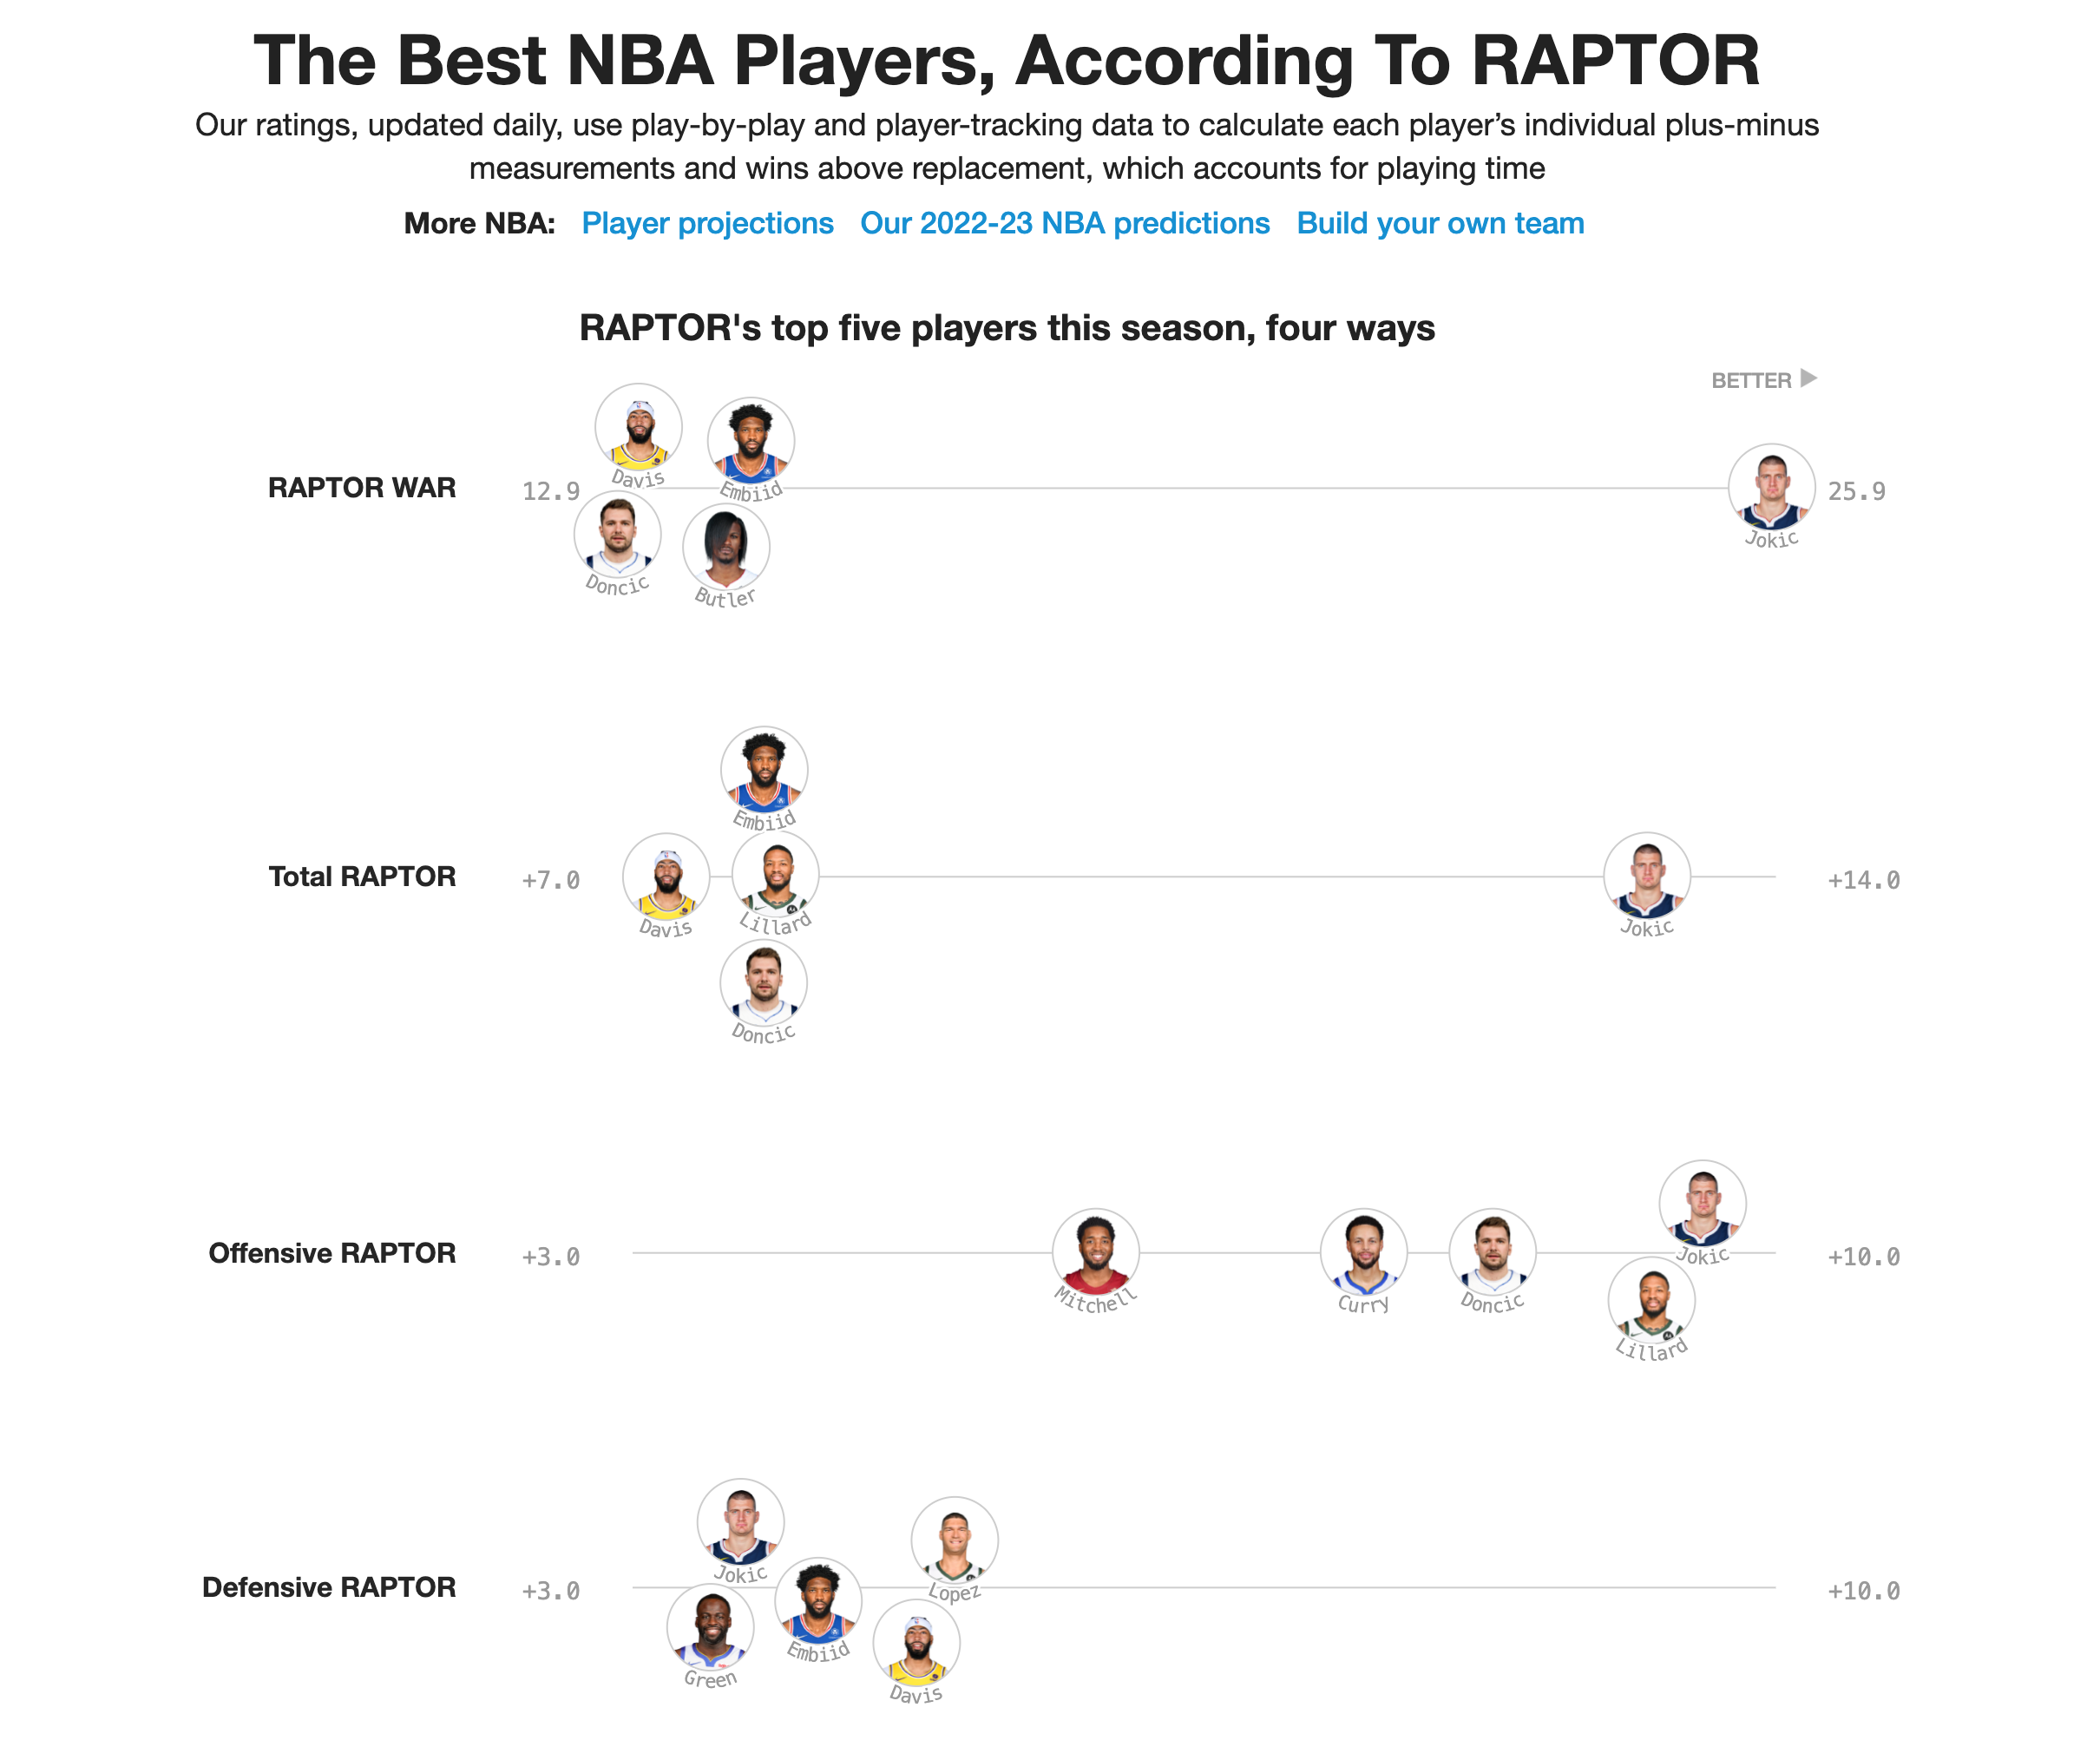 The Best NBA Players, According To RAPTOR
Our ratings, updated daily, use play-by-play and player-tracking data to calculate each player’s individual plus-minus
measurements and wins above replacement, which accounts for playing time
More NBA: Player projections Our 2022-23 NBA predictions Build your own team
RAPTOR's top five players this season, four ways
BETTER ▶
Davis
Embiid
RAPTOR WAR 12.9 25.9
Jokic
Doncic
Butler
Embiid
Total RAPTOR +7.0 +14.0
Davis
Lillard
Jokic
Doncic
Offensive RAPTOR +3.0 +10.0
Jokic
Mitchell
Curry
Doncic
Lillard
Jokic
Defensive RAPTOR +3.0 +10.0
Lopez
Embiid
Green
Davis